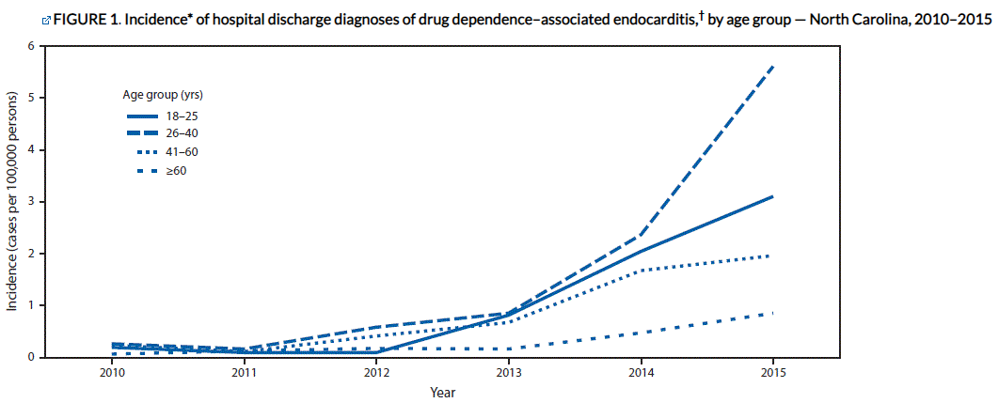 FIGURE 1. Incidence* of hospital discharge diagnoses of drug dependence–associated endocarditis,† by age group — North Carolina, 2010–2015
Incidence (cases per 100,000 persons)
6
5
4
3
2
1
0
Age group (yrs)
18–25
26–40
41–60
≥60
2010 2011 2012 2013 2014 2015
Year